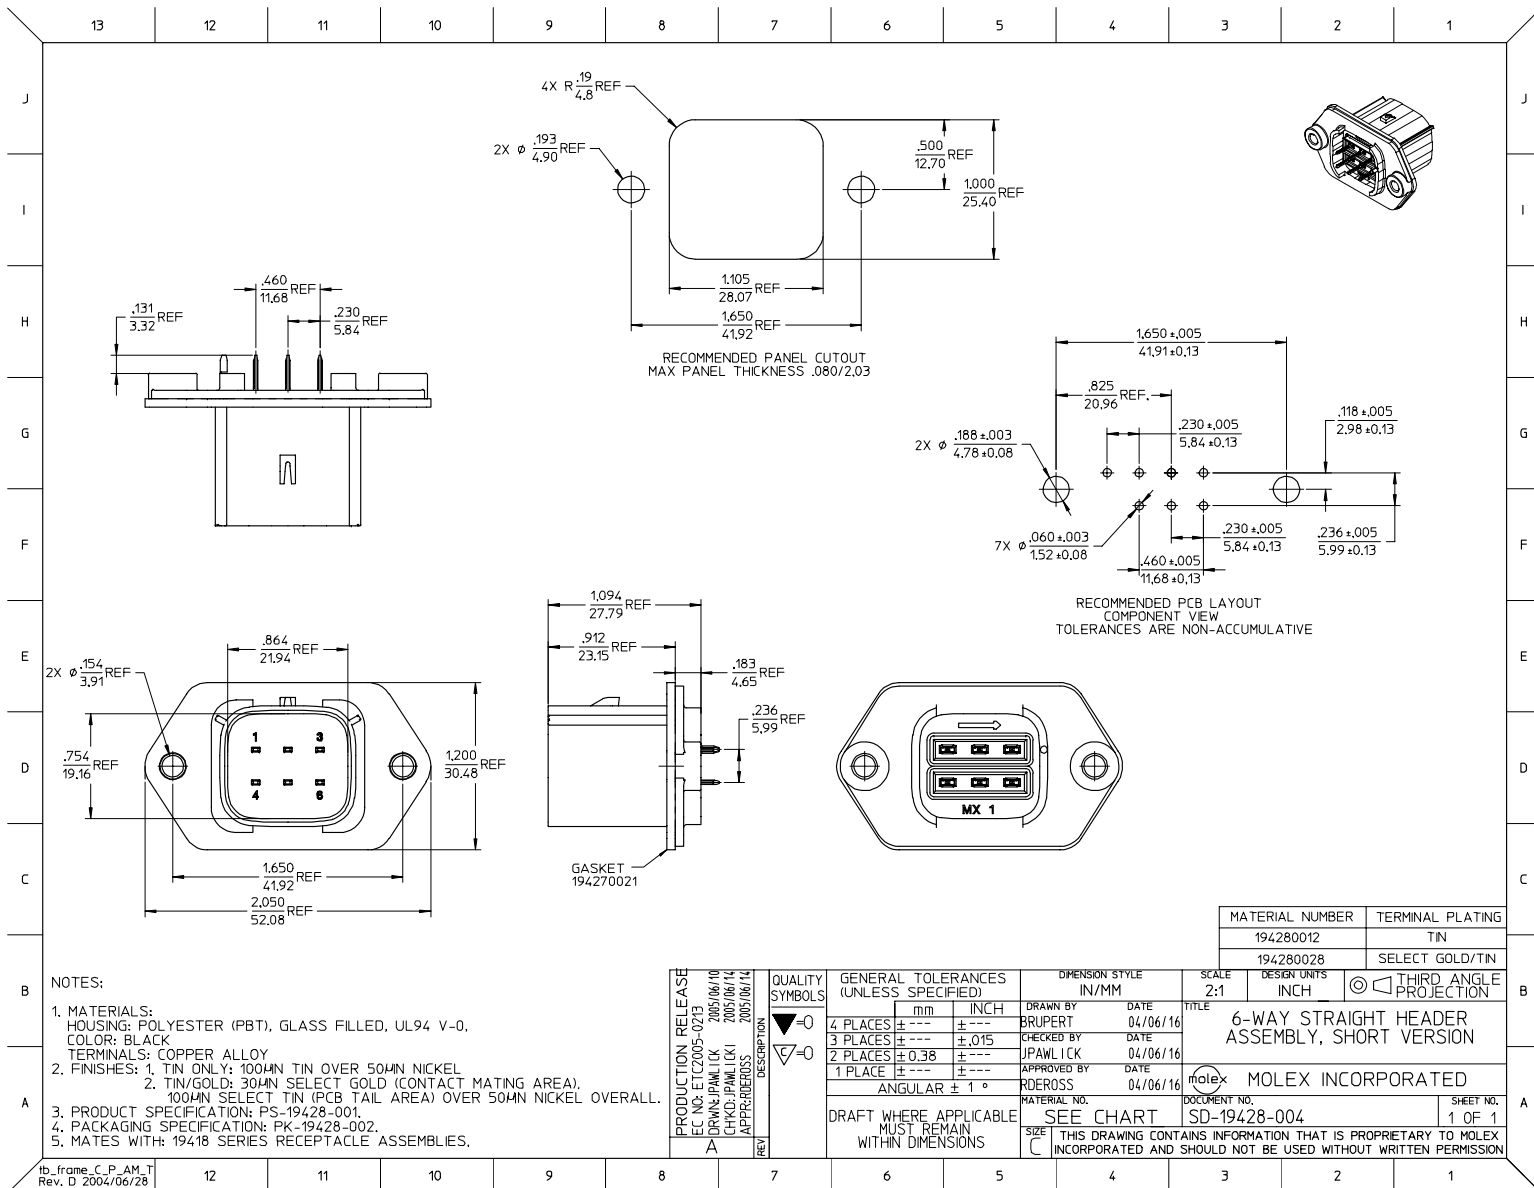 13 12 11 10 9 8 7 6 5 4 3 2 1
J
I
H
G
F
E
D
C
B
A
J
I
H
G
F
E
D
C
B
A
4X R .19 REF
4.8
2X ø .193 REF
4.90
.500 REF
12.70
1.000 REF
25.40
1.105 REF
28.07
1.650 REF
41.92
RECOMMENDED PANEL CUTOUT
MAX PANEL THICKNESS .080/2.03
.460 REF
11.68
.131 REF
3.32
.230 REF
5.84
1.650 ±.005
41.91 ±0.13
.825 REF.
20.96
.118 ±.005
2.98 ±0.13
.230 ±.005
5.84 ±0.13
2X ø .188 ±.003
4.78 ±0.08
7X ø .060 ±.003
1.52 ±0.08
.230 ±.005
5.84 ±0.13
.236 ±.005
5.99 ±0.13
.460 ±.005
11.68 ±0.13
RECOMMENDED PCB LAYOUT
COMPONENT VIEW
TOLERANCES ARE NON-ACCUMULATIVE
.864 REF
21.94
2X ø .154 REF
3.91
.754 REF
19.16
1.200 REF
30.48
1 3
4 6
1.650 REF
41.92
2.050 REF
52.08
1.094 REF
27.79
.912 REF
23.15
.183 REF
4.65
.236 REF
5.99
GASKET
194270021
MX 1
MATERIAL NUMBER TERMINAL PLATING
194280012 TIN
194280028 SELECT GOLD/TIN
NOTES:
1. MATERIALS:
HOUSING: POLYESTER (PBT), GLASS FILLED, UL94 V-0,
COLOR: BLACK
TERMINALS: COPPER ALLOY
2. FINISHES: 1. TIN ONLY: 100µIN TIN OVER 50µIN NICKEL
2. TIN/GOLD: 30µIN SELECT GOLD (CONTACT MATING AREA),
100µIN SELECT TIN (PCB TAIL AREA) OVER 50µIN NICKEL OVERALL.
3. PRODUCT SPECIFICATION: PS-19428-001.
4. PACKAGING SPECIFICATION: PK-19428-002.
5. MATES WITH: 19418 SERIES RECEPTACLE ASSEMBLIES.
PRODUCTION RELEASE
EC NO: ETC2005-0213
DRWN:JPAWLICK 2005/06/10
CH'KD:JPAWLICK1 2005/06/14
APPR:RDEROSS 2005/06/14
A
REV DESCRIPTION
QUALITY
SYMBOLS
=0
C =0
GENERAL TOLERANCES
(UNLESS SPECIFIED)
mm INCH
4 PLACES ±--- ±---
3 PLACES ±--- ±.015
2 PLACES ±0.38 ±---
1 PLACE ±--- ±---
ANGULAR ± 1 °
DRAFT WHERE APPLICABLE
MUST REMAIN
WITHIN DIMENSIONS
DIMENSION STYLE
IN/MM
SCALE
2:1
DESIGN UNITS
INCH
THIRD ANGLE
PROJECTION
DRAWN BY DATE
BRUPERT 04/06/16
CHECKED BY DATE
JPAWLICK 04/06/16
APPROVED BY DATE
RDEROSS 04/06/16
TITLE
6-WAY STRAIGHT HEADER
ASSEMBLY, SHORT VERSION
molex MOLEX INCORPORATED
MATERIAL NO.
SEE CHART
DOCUMENT NO.
SD-19428-004
SHEET NO.
1 OF 1
SIZE
C
THIS DRAWING CONTAINS INFORMATION THAT IS PROPRIETARY TO MOLEX
INCORPORATED AND SHOULD NOT BE USED WITHOUT WRITTEN PERMISSION
tb_frame_C_P_AM_T
Rev. D 2004/06/28
12 11 10 9 8 7 6 5 4 3 2 1